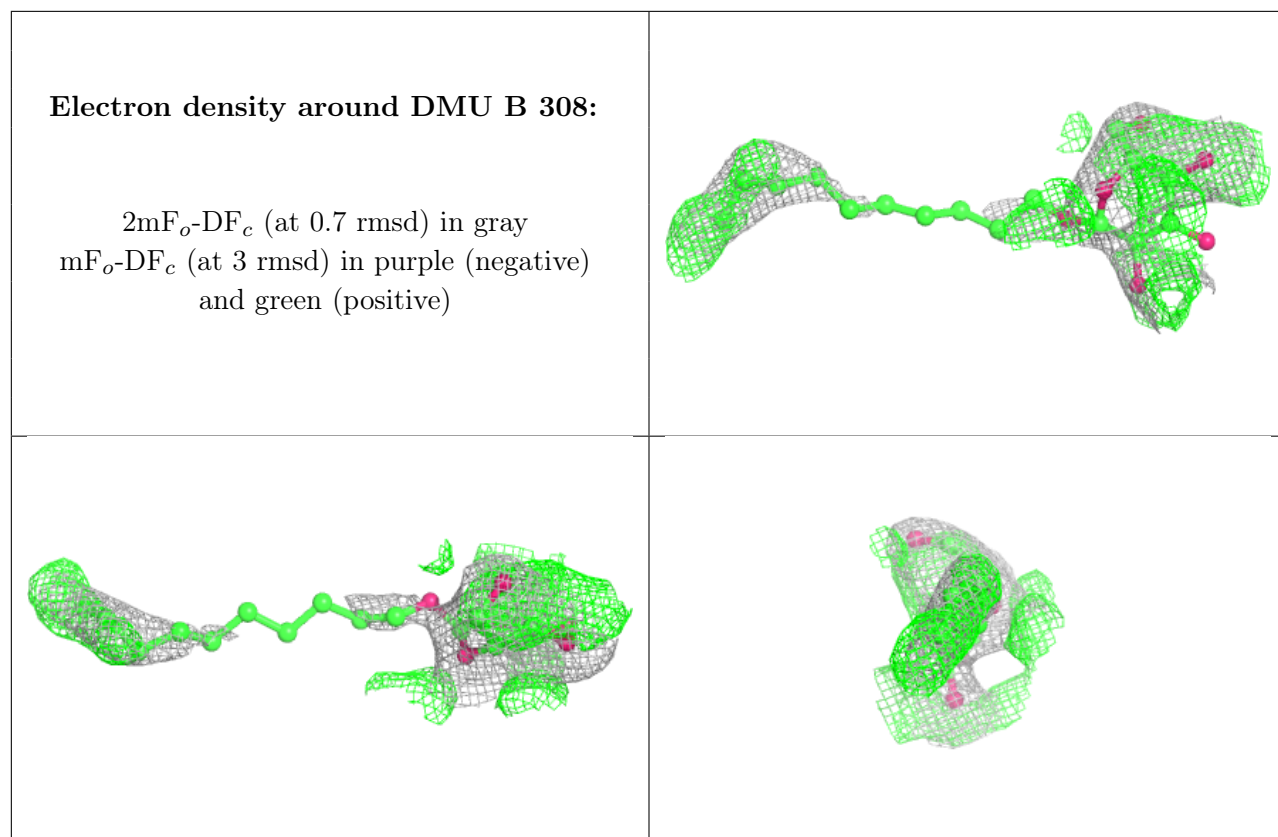 Electron density around DMU B 308:
2mFo-DFc (at 0.7 rmsd) in gray
mFo-DFc (at 3 rmsd) in purple (negative)
and green (positive)